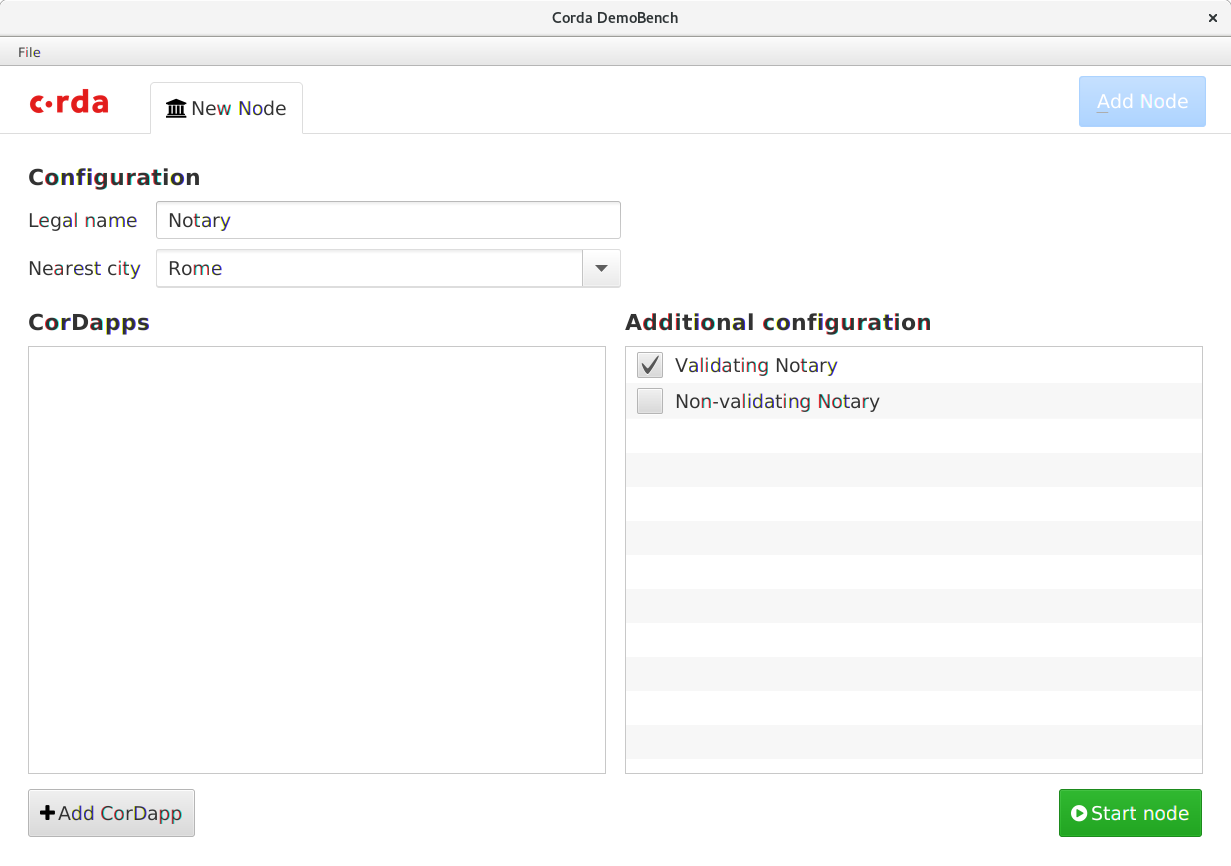 Corda DemoBench
File
c·rda
New Node
Add Node
Configuration
Legal name Notary
Nearest city Rome
CorDapps
Additional configuration
Validating Notary
Non-validating Notary
Add CorDapp
Start node